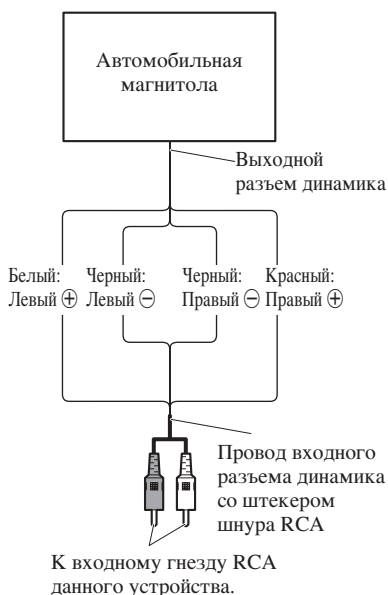 Автомобильная
магнитола
Выходной
разъем динамика
Белый: Черный: Черный: Красный:
Левый ⊕ Левый ⊖ Правый ⊖ Правый ⊕
Провод входного
разъема динамика
со штекером
шнура RCA
К входному гнезду RCA
данного устройства.